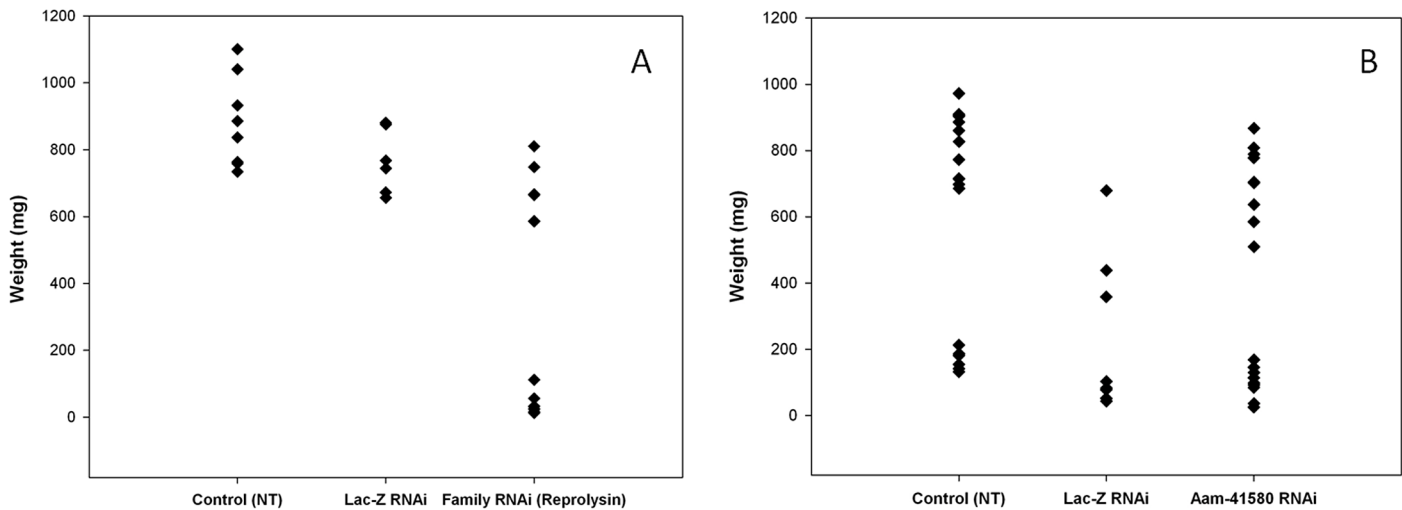 1200
1000
800
600
400
200
0
Weight (mg)
A
Control (NT) Lac-Z RNAi Family RNAi (Reprolysin)
1200
1000
800
600
400
200
0
Weight (mg)
B
Control (NT) Lac-Z RNAi Aam-41580 RNAi